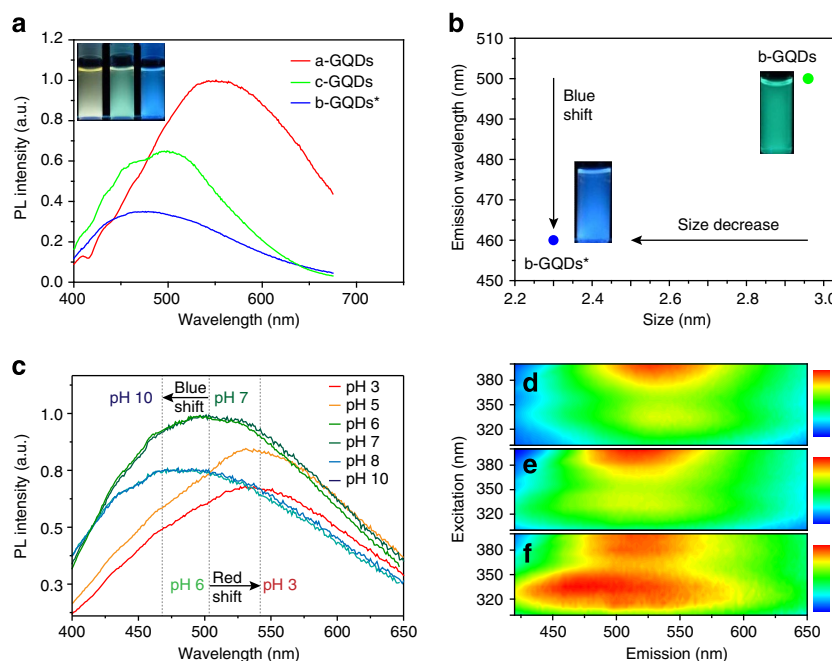 a
1.2
1.0
0.8
0.6
0.4
0.2
0.0
PL intensity (a.u.)
a-GQDs
c-GQDs
b-GQDs*
400
500
600
700
Wavelength (nm)
b
510
500
490
480
470
460
450
Emission wavelength (nm)
b-GQDs
Blue
shift
Size decrease
b-GQDs*
2.2
2.4
2.6
2.8
3.0
Size (nm)
c
pH 10
Blue
shift
pH 7
pH 3
pH 5
pH 6
pH 7
pH 8
pH 10
1.0
0.8
0.5
0.3
PL intensity (a.u.)
pH 6
Red
shift
pH 3
400
450
500
550
600
650
Wavelength (nm)
d
380
350
320
e
380
350
320
f
380
350
320
Excitation (nm)
450
500
550
600
650
Emission (nm)